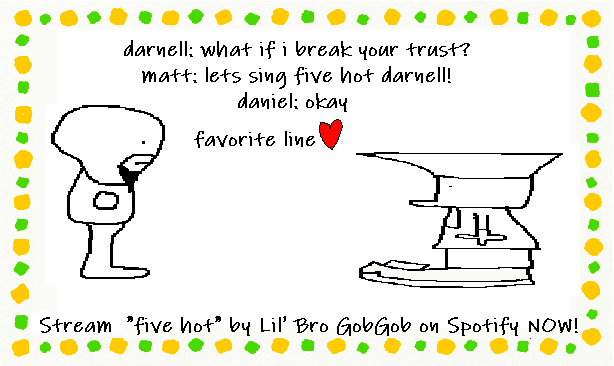 darnell: what if i break your trust?
matt: lets sing five hot darnell!
daniel: okay
favorite line
Stream "five hot" by Lil' Bro GobGob on Spotify NOW!